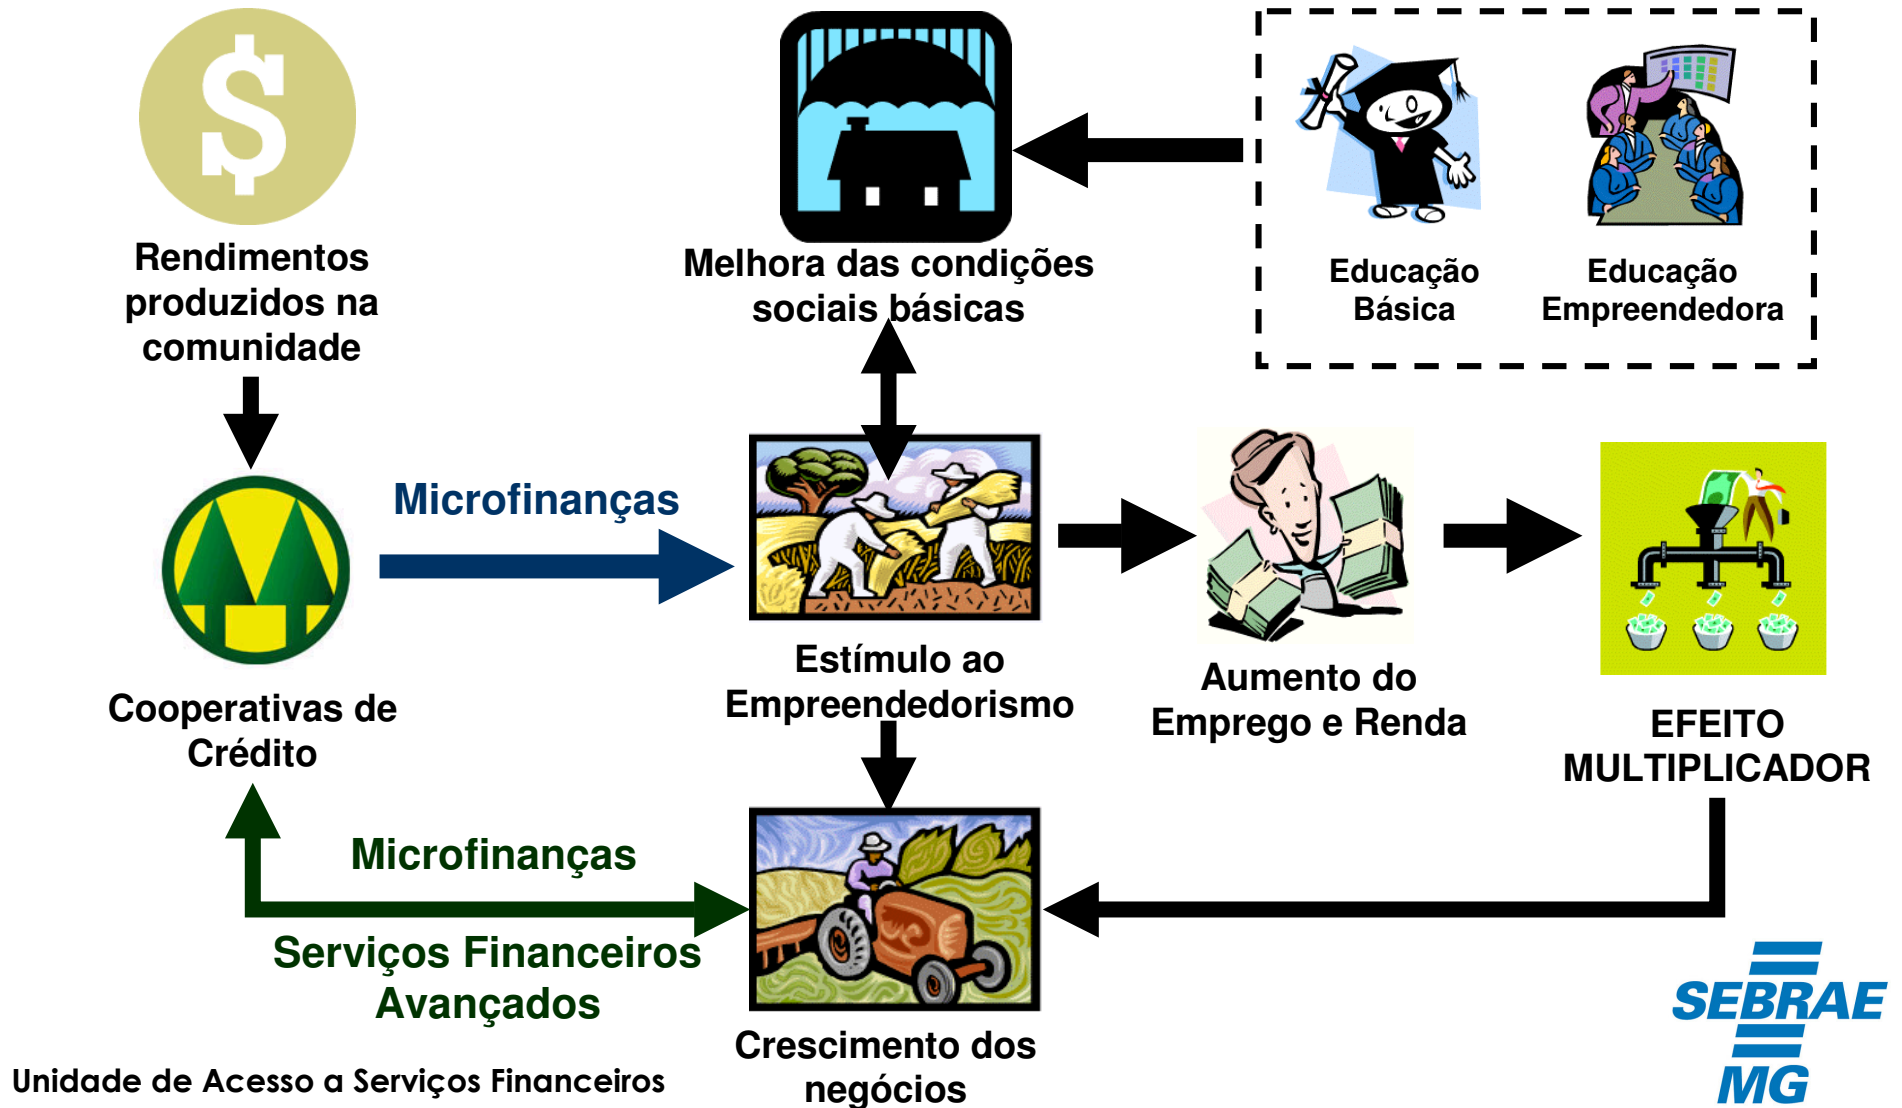 $
Rendimentos
produzidos na
comunidade
Melhora das condições
sociais básicas
Educação
Básica
Educação
Empreendedora
Microfinanças
Cooperativas de
Crédito
Estímulo ao
Empreendedorismo
Aumento do
Emprego e Renda
EFEITO
MULTIPLICADOR
Microfinanças
Serviços Financeiros
Avançados
Crescimento dos
negócios
Unidade de Acesso a Serviços Financeiros
SEBRAE
MG